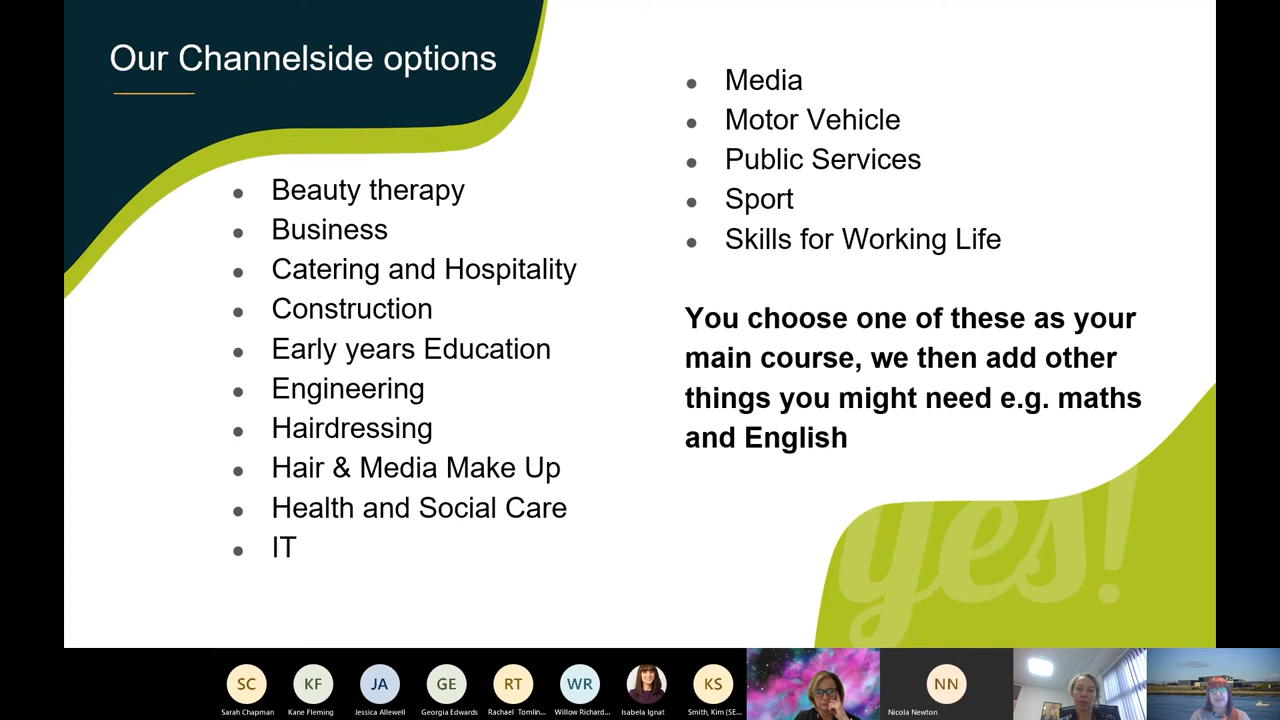 Our Channelside options
Beauty therapy
Business
Catering and Hospitality
Construction
Early years Education
Engineering
Hairdressing
Hair & Media Make Up
Health and Social Care
IT
Media
Motor Vehicle
Public Services
Sport
Skills for Working Life
You choose one of these as your
main course, we then add other
things you might need e.g. maths
and English
yes!
SC
KF
JA
GE
RT
WR
KS
NN
Sarah Chapman
Kane Fleming
Jessica Allewell
Georgia Edwards
Rachael Tomlin...
Willow Richard...
Isabela Ignat
Smith, Kim (SE...
Nicola Newton